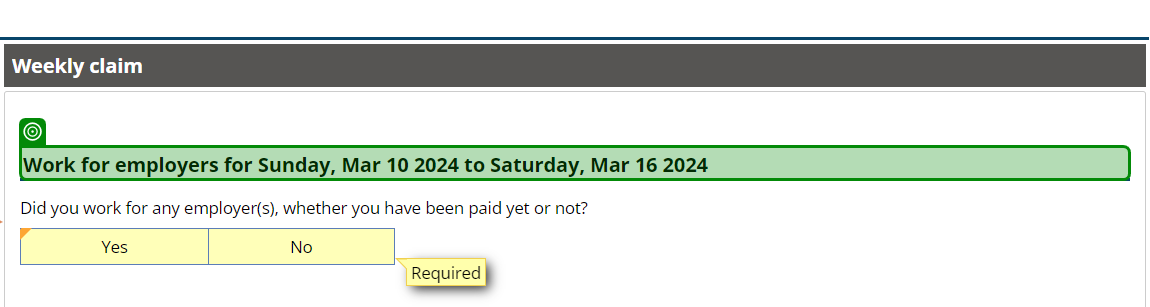 Weekly claim
Work for employers for Sunday, Mar 10 2024 to Saturday, Mar 16 2024
Did you work for any employer(s), whether you have been paid yet or not?
Yes No
Required